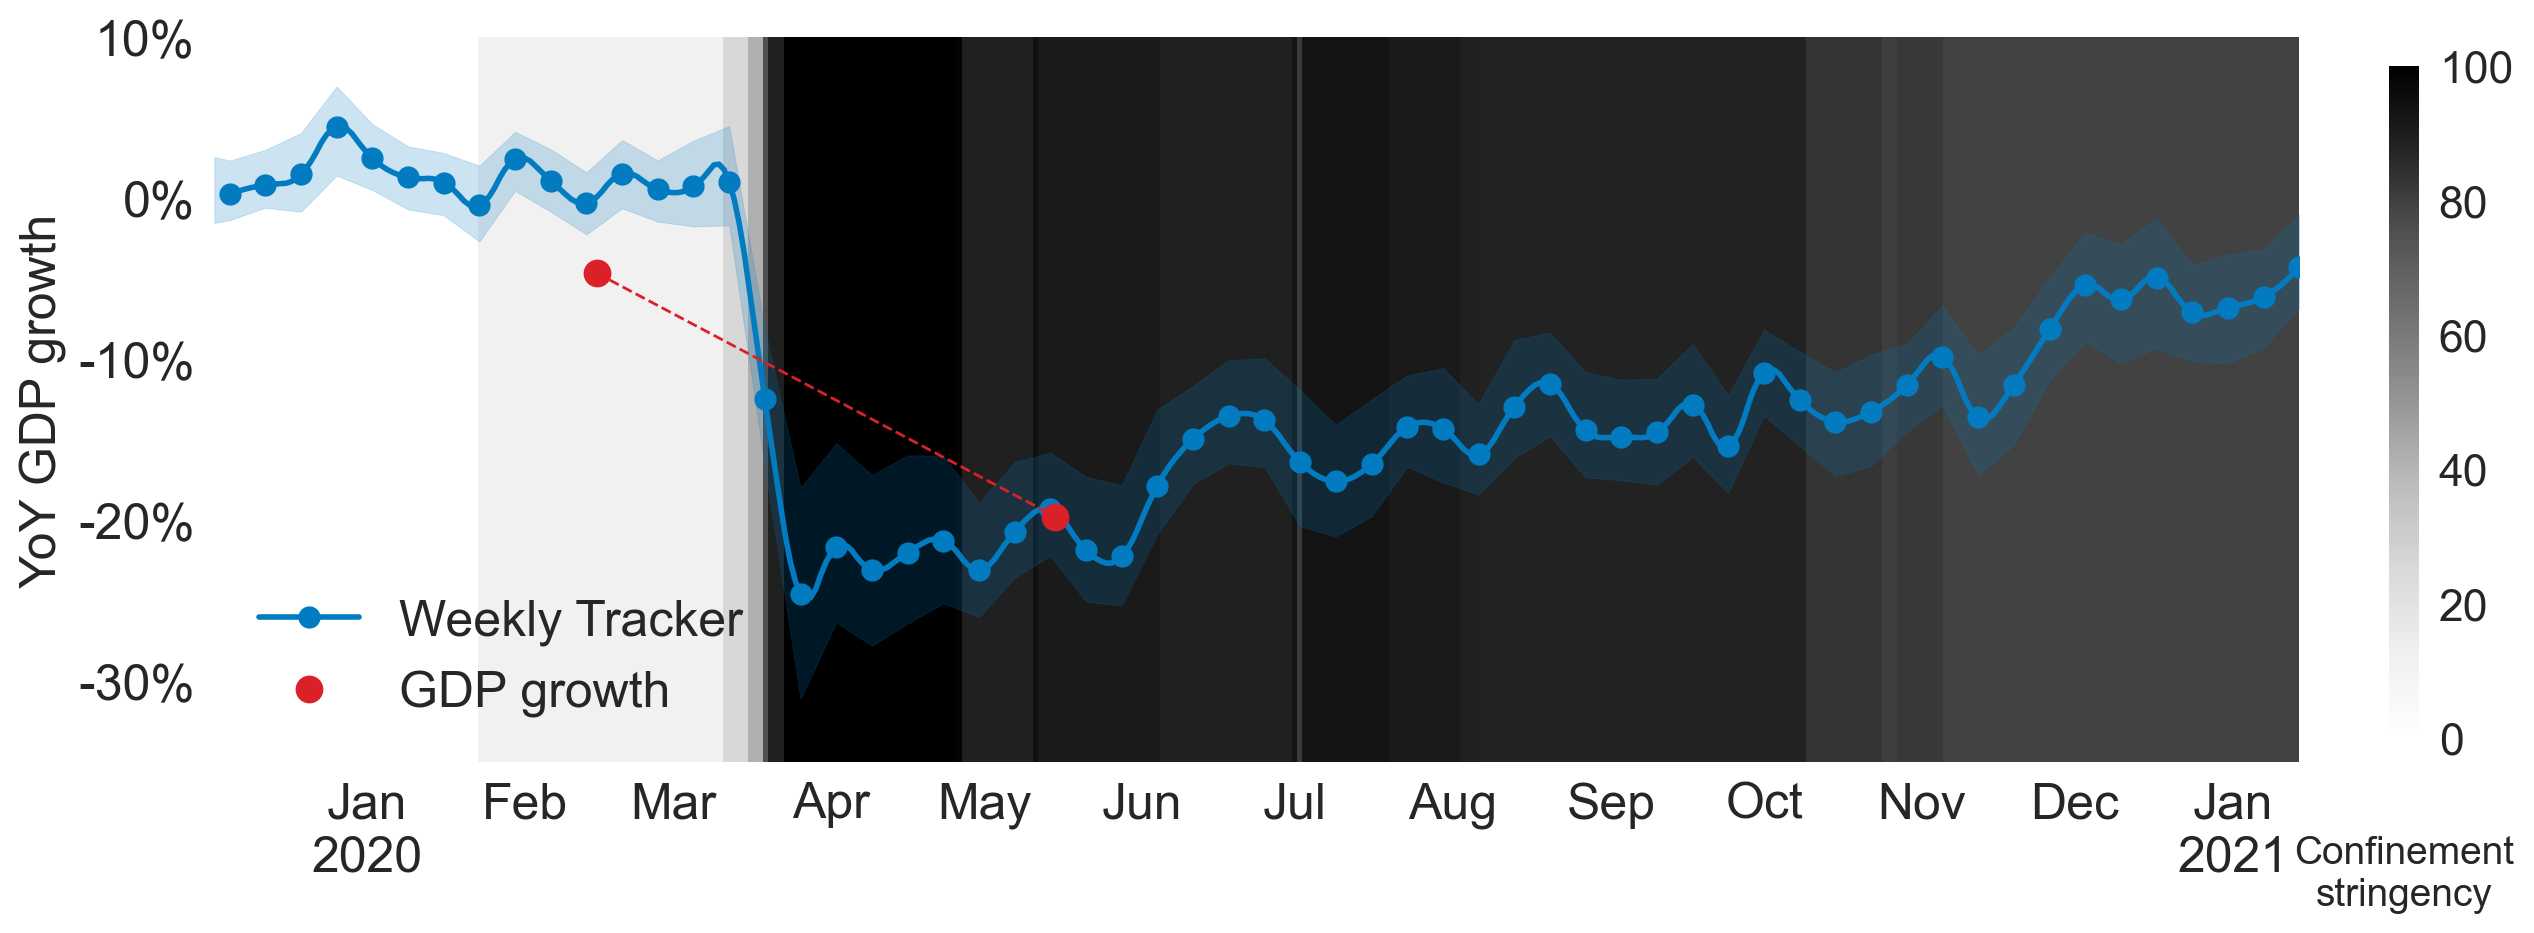 10%
0%
-10%
-20%
-30%
YoY GDP growth
Weekly Tracker
GDP growth
Jan Feb Mar Apr May Jun Jul Aug Sep Oct Nov Dec Jan
2020 2021
100
80
60
40
20
0
Confinement
stringency